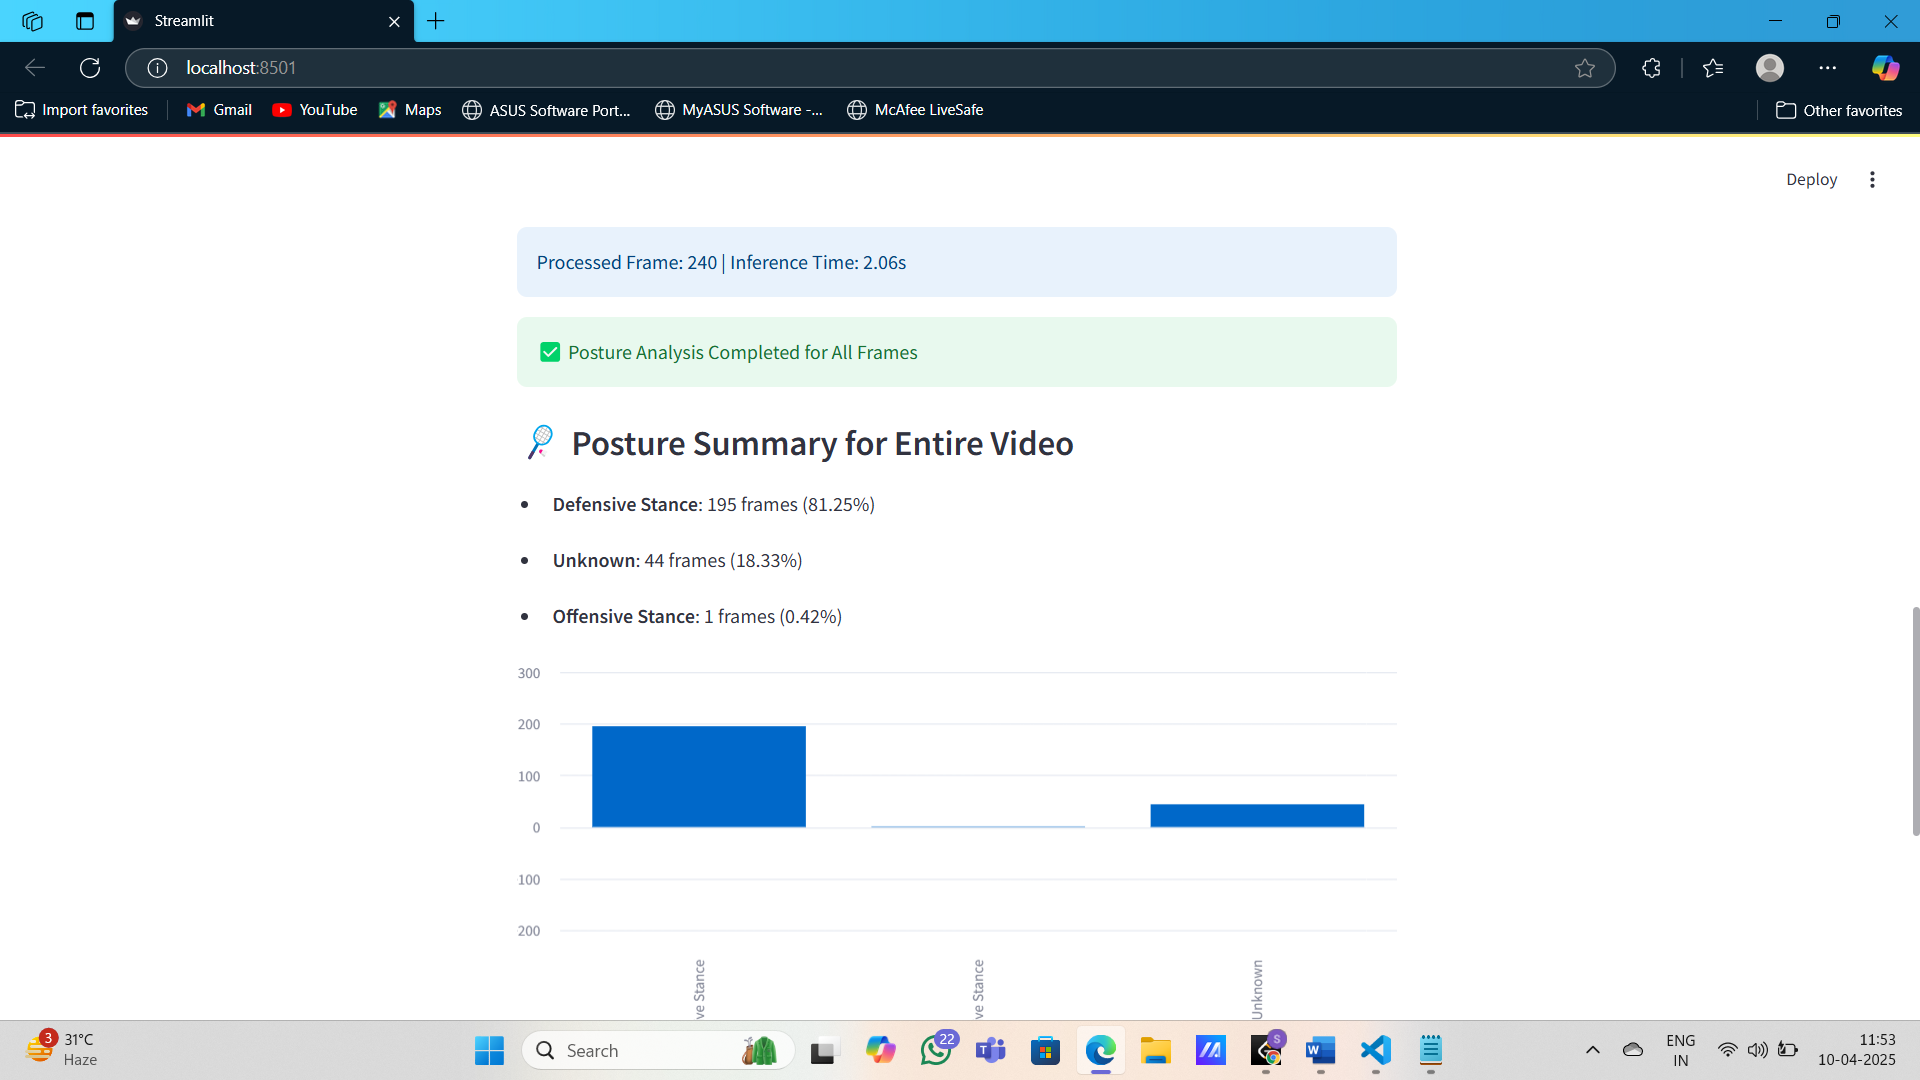 Streamlit
localhost:8501
Import favorites
Gmail
YouTube
Maps
ASUS Software Port...
MyASUS Software -...
McAfee LiveSafe
Other favorites
Deploy
Processed Frame: 240 | Inference Time: 2.06s
✅ Posture Analysis Completed for All Frames
🏸 Posture Summary for Entire Video
• Defensive Stance: 195 frames (81.25%)
• Unknown: 44 frames (18.33%)
• Offensive Stance: 1 frames (0.42%)
300
200
100
0
100
200
ve Stance
ve Stance
Unknown
3
31°C
Haze
Search
22
S
ENG
IN
11:53
10-04-2025